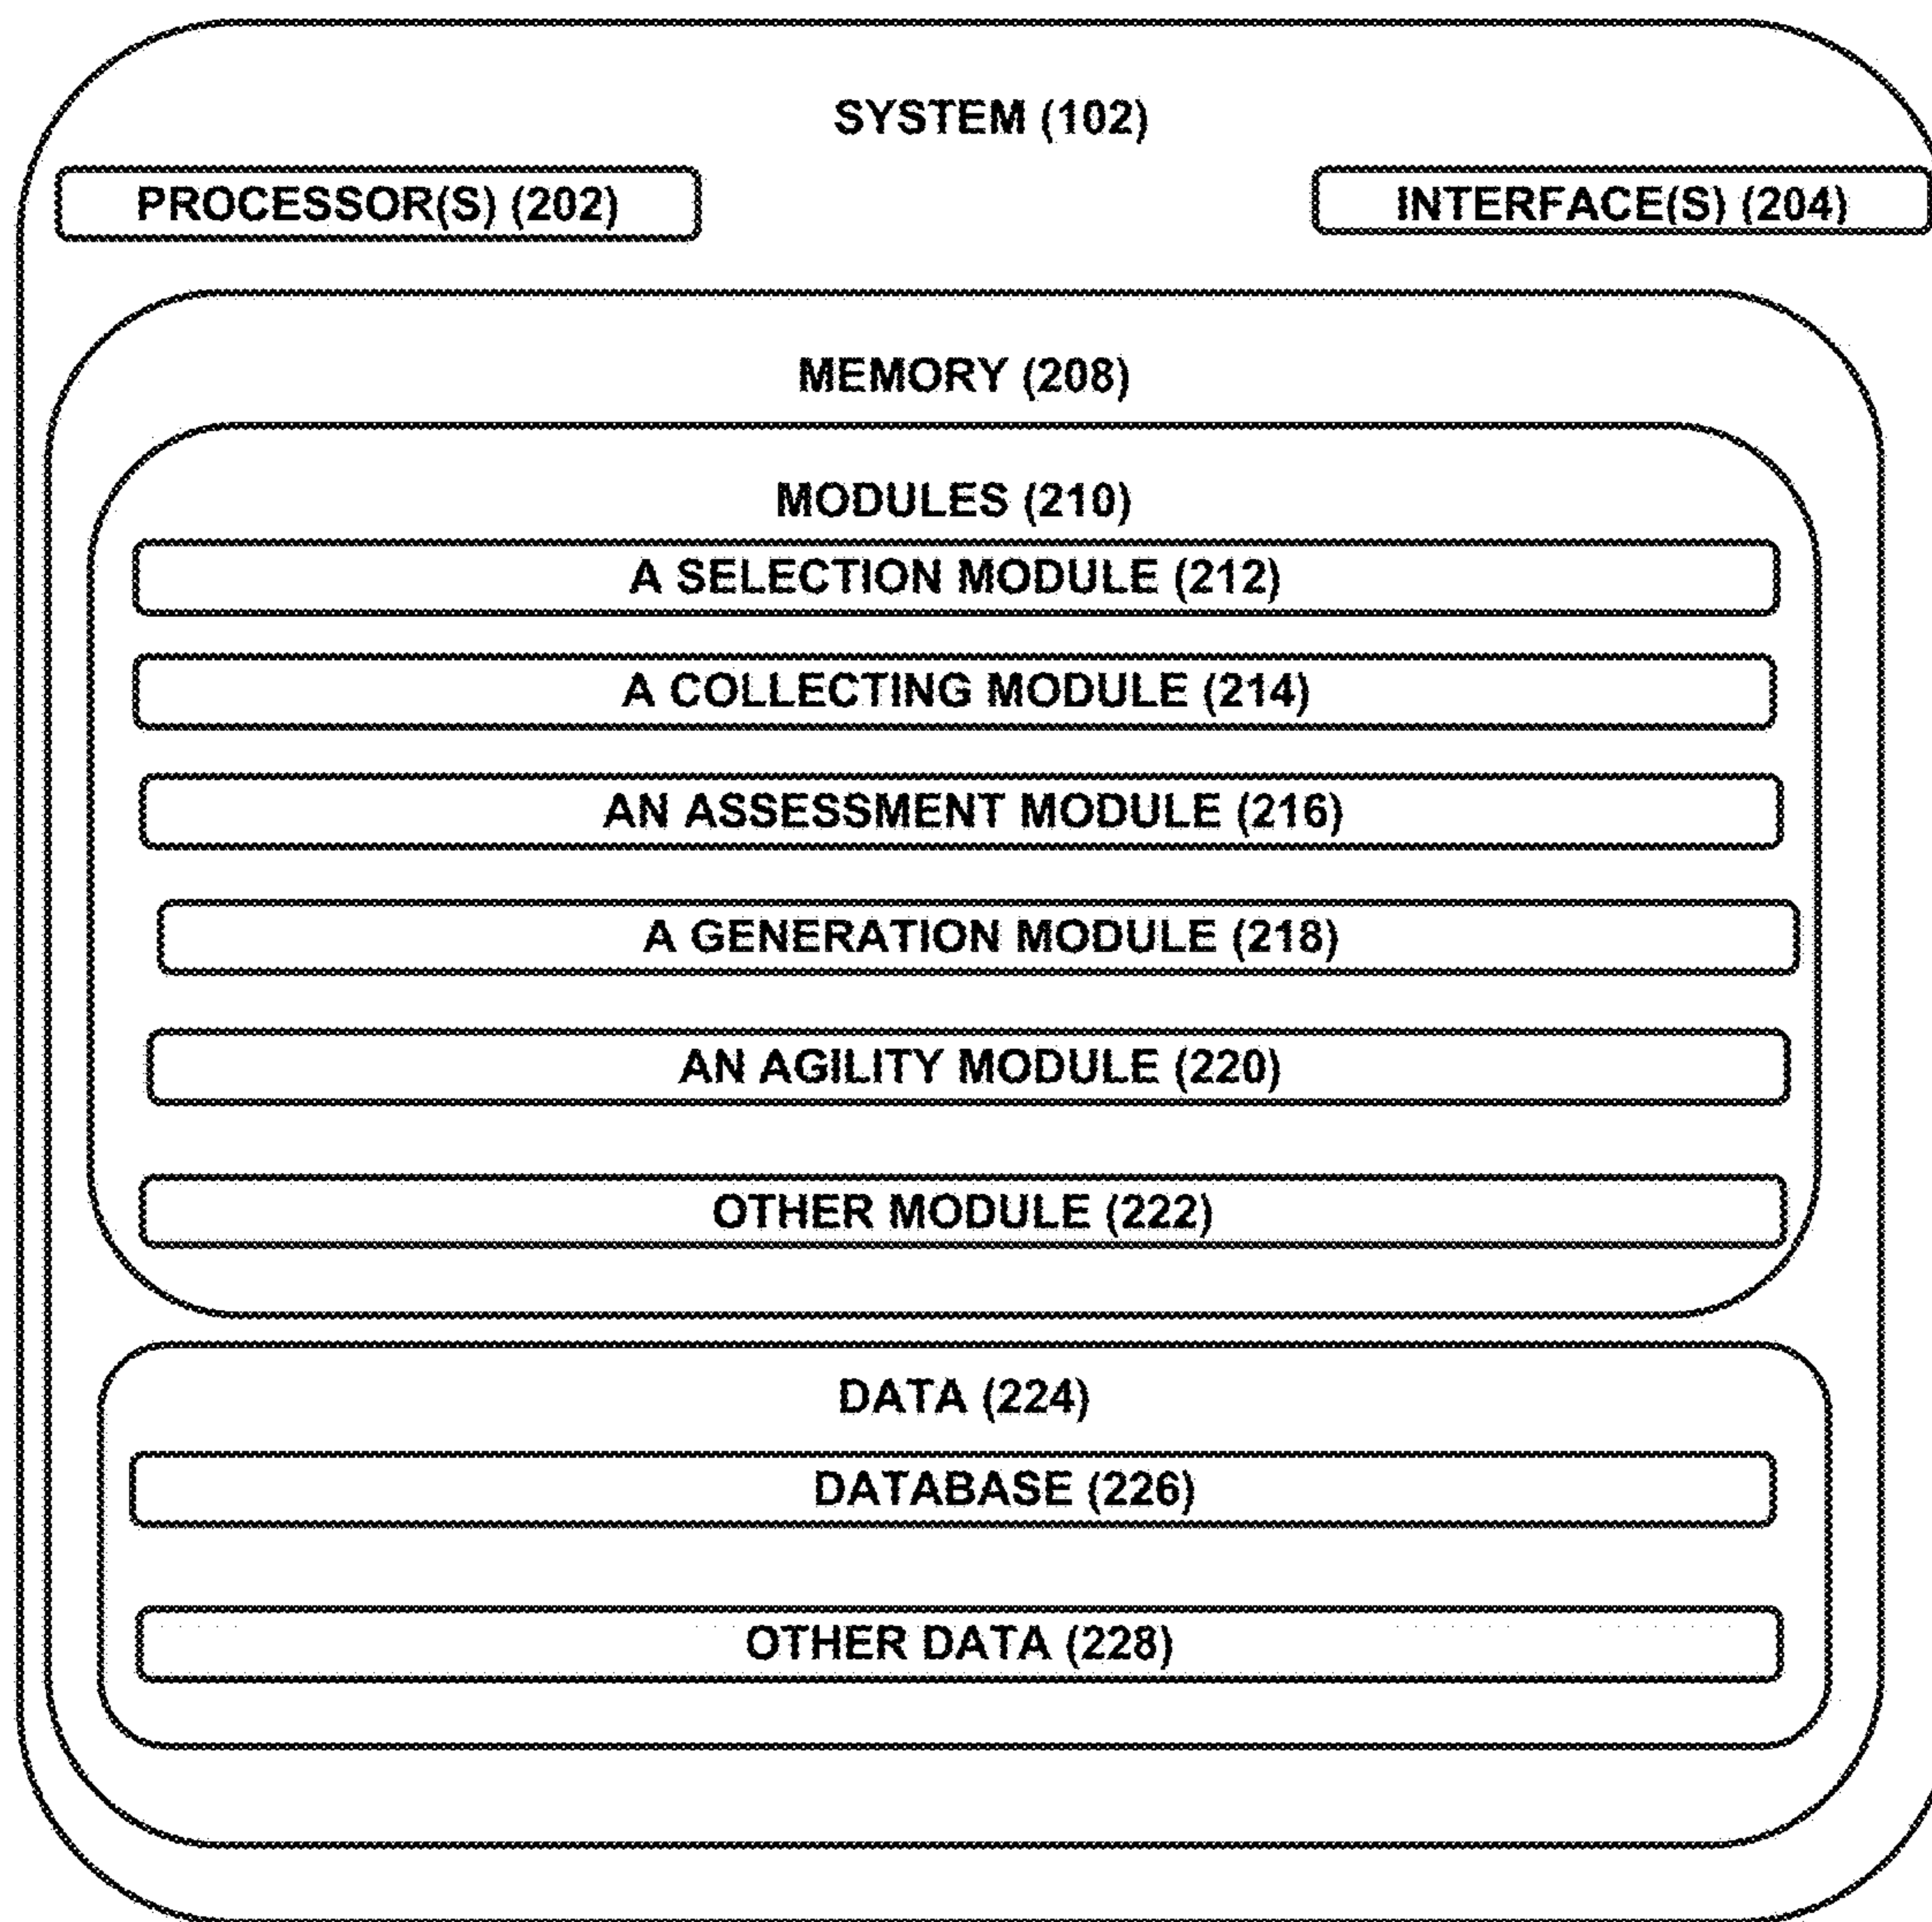 SYSTEM (102)
PROCESSOR(S) (202)
INTERFACE(S) (204)
MEMORY (208)
MODULES (210)
A SELECTION MODULE (212)
A COLLECTING MODULE (214)
AN ASSESSMENT MODULE (216)
A GENERATION MODULE (218)
AN AGILITY MODULE (220)
OTHER MODULE (222)
DATA (224)
DATABASE (226)
OTHER DATA (228)